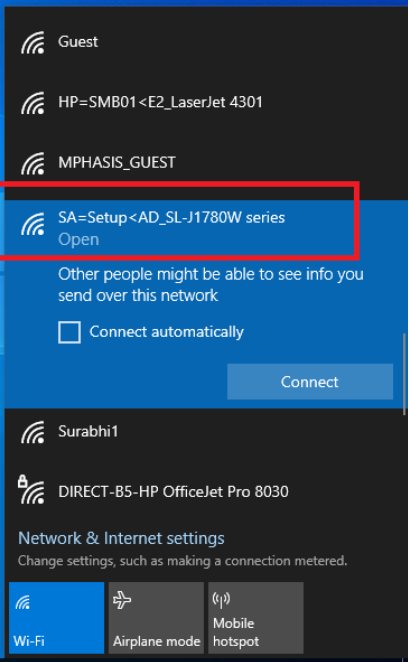 Guest
HP=SMB01<E2_LaserJet 4301
MPHASIS_GUEST
SA=Setup<AD_SL-J1780W series
Open
Other people might be able to see info you
send over this network
Connect automatically
Connect
Surabhi1
DIRECT-B5-HP OfficeJet Pro 8030
Network & Internet settings
Change settings, such as making a connection metered.
Wi-Fi
Airplane mode
Mobile
hotspot